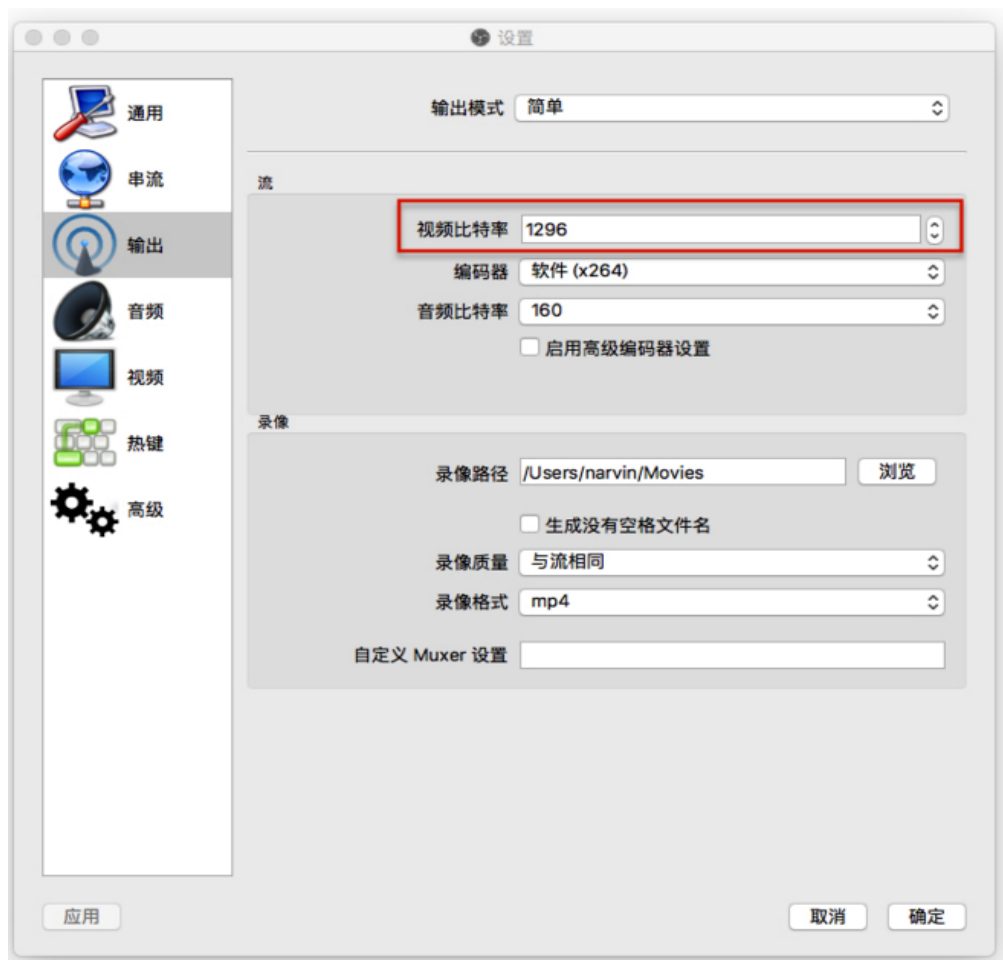 设置
通用
串流
输出
音频
视频
热键
高级
输出模式 简单
流
视频比特率 1296
编码器 软件 (x264)
音频比特率 160
启用高级编码器设置
录像
录像路径 /Users/narvin/Movies 浏览
生成没有空格文件名
录像质量 与流相同
录像格式 mp4
自定义 Muxer 设置
应用 取消 确定